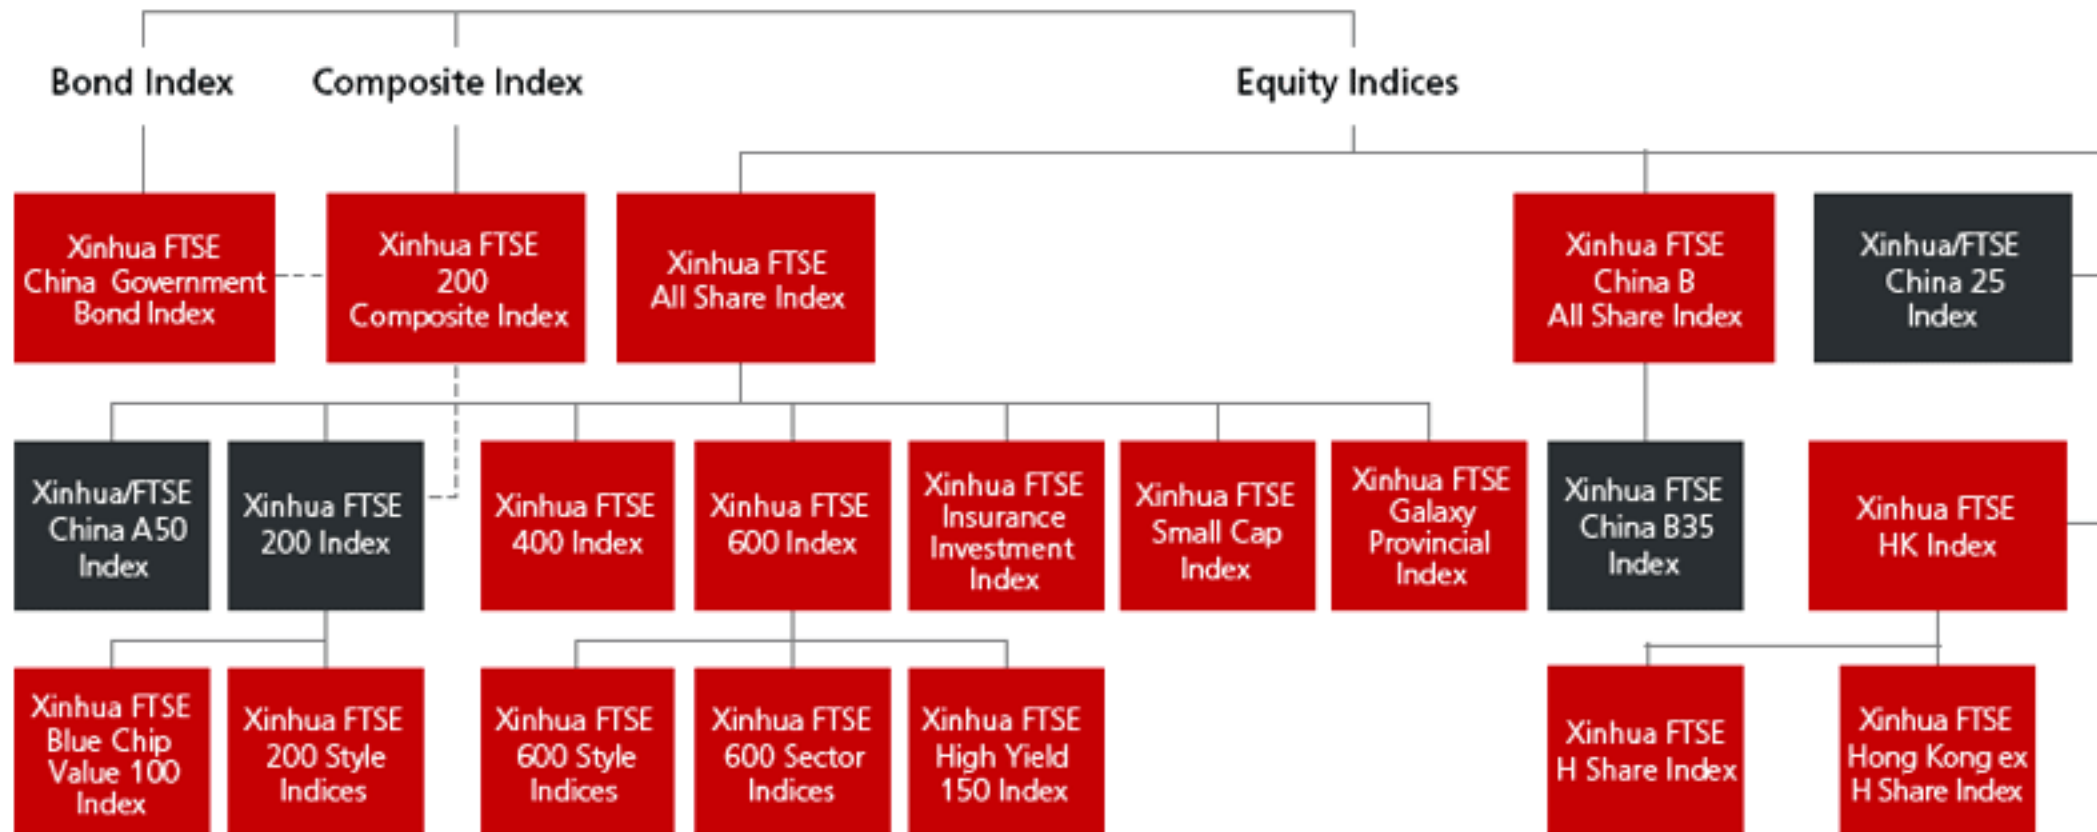 Bond Index
Composite Index
Equity Indices
Xinhua FTSE
China Government
Bond Index
Xinhua FTSE
200
Composite Index
Xinhua FTSE
All Share Index
Xinhua FTSE
China B
All Share Index
Xinhua/FTSE
China 25
Index
Xinhua/FTSE
China A50
Index
Xinhua FTSE
200 Index
Xinhua FTSE
400 Index
Xinhua FTSE
600 Index
Xinhua FTSE
Insurance
Investment
Index
Xinhua FTSE
Small Cap
Index
Xinhua FTSE
Galaxy
Provincial
Index
Xinhua FTSE
China B35
Index
Xinhua FTSE
HK Index
Xinhua FTSE
Blue Chip
Value 100
Index
Xinhua FTSE
200 Style
Indices
Xinhua FTSE
600 Style
Indices
Xinhua FTSE
600 Sector
Indices
Xinhua FTSE
High Yield
150 Index
Xinhua FTSE
H Share Index
Xinhua FTSE
Hong Kong ex
H Share Index